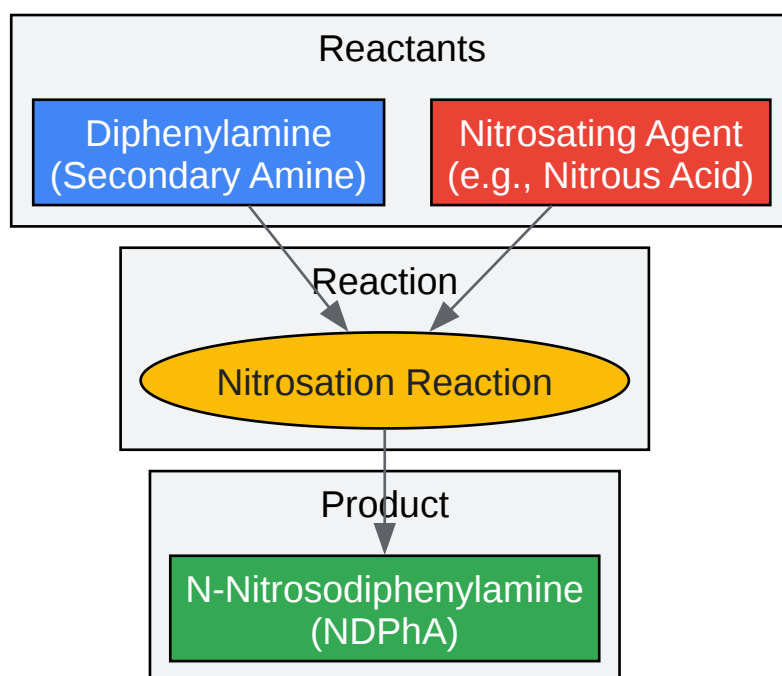 Reactants
Diphenylamine
(Secondary Amine)
Nitrosating Agent
(e.g., Nitrous Acid)
Reaction
Nitrosation Reaction
Product
N-Nitrosodiphenylamine
(NDPhA)